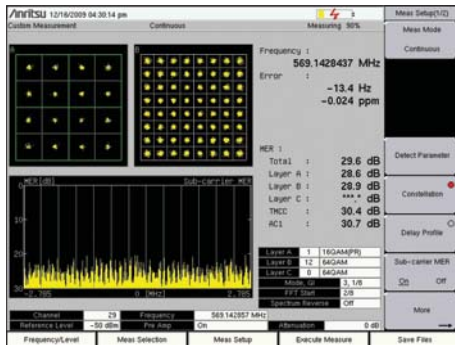 Anritsu 12/16/2009 04:30:14 pm
Custom Measurement
Continuous
Measuring 90%
Meas Setup(1/2)
Meas Mode
Continuous
A
B
Frequency :
569.1428437 MHz
Error :
-13.4 Hz
-0.024 ppm
MER :
Total : 29.6 dB
Layer A : 28.6 dB
Layer B : 28.9 dB
Layer C : ***.* dB
TMCC : 30.4 dB
AC1 : 30.7 dB
Detect Parameter
Constellation
Delay Profile
Sub-carrier MER
On Off
More
MER[dB]
Sub-carrier MER
0
10
20
30
-2.785 0 [MHz] 2.785
Layer A 1 16QAM(PR)
Layer B 12 64QAM
Layer C 0 64QAM
Mode, GI 3, 1/8
FFT Start 2/8
Spectrum Reverse Off
Channel 29 Frequency 569.142857 MHz
Reference Level -50 dBm Pre Amp On Attenuation 0 dB
Frequency/Level
Meas Selection
Meas Setup
Execute Measure
Save Files